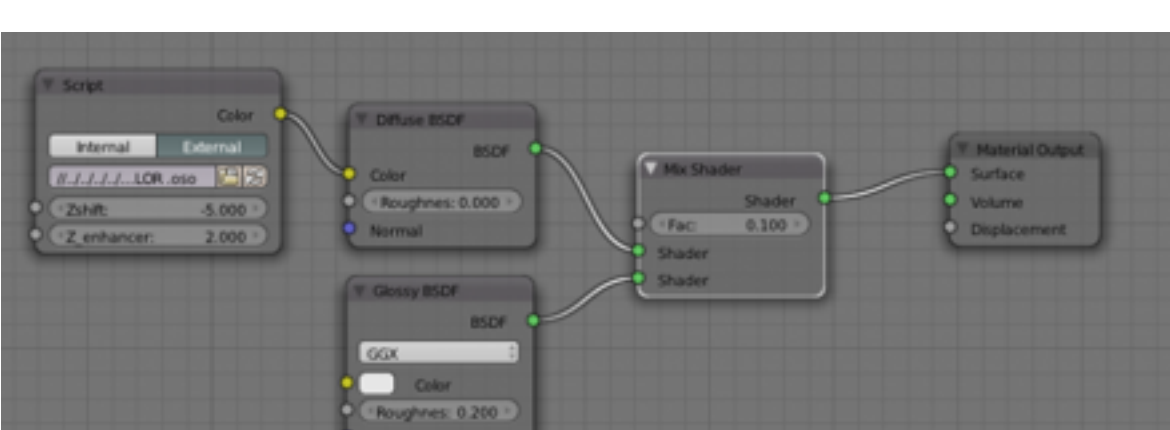 Script
Color
Internal External
//../../../../...LOR .oso
Zshift: -5.000
Z_enhancer: 2.000
Diffuse BSDF
BSDF
Color
Roughnes: 0.000
Normal
Glossy BSDF
BSDF
GGX
Color
Roughnes: 0.200
Mix Shader
Shader
Fac: 0.100
Shader
Shader
Material Output
Surface
Volume
Displacement